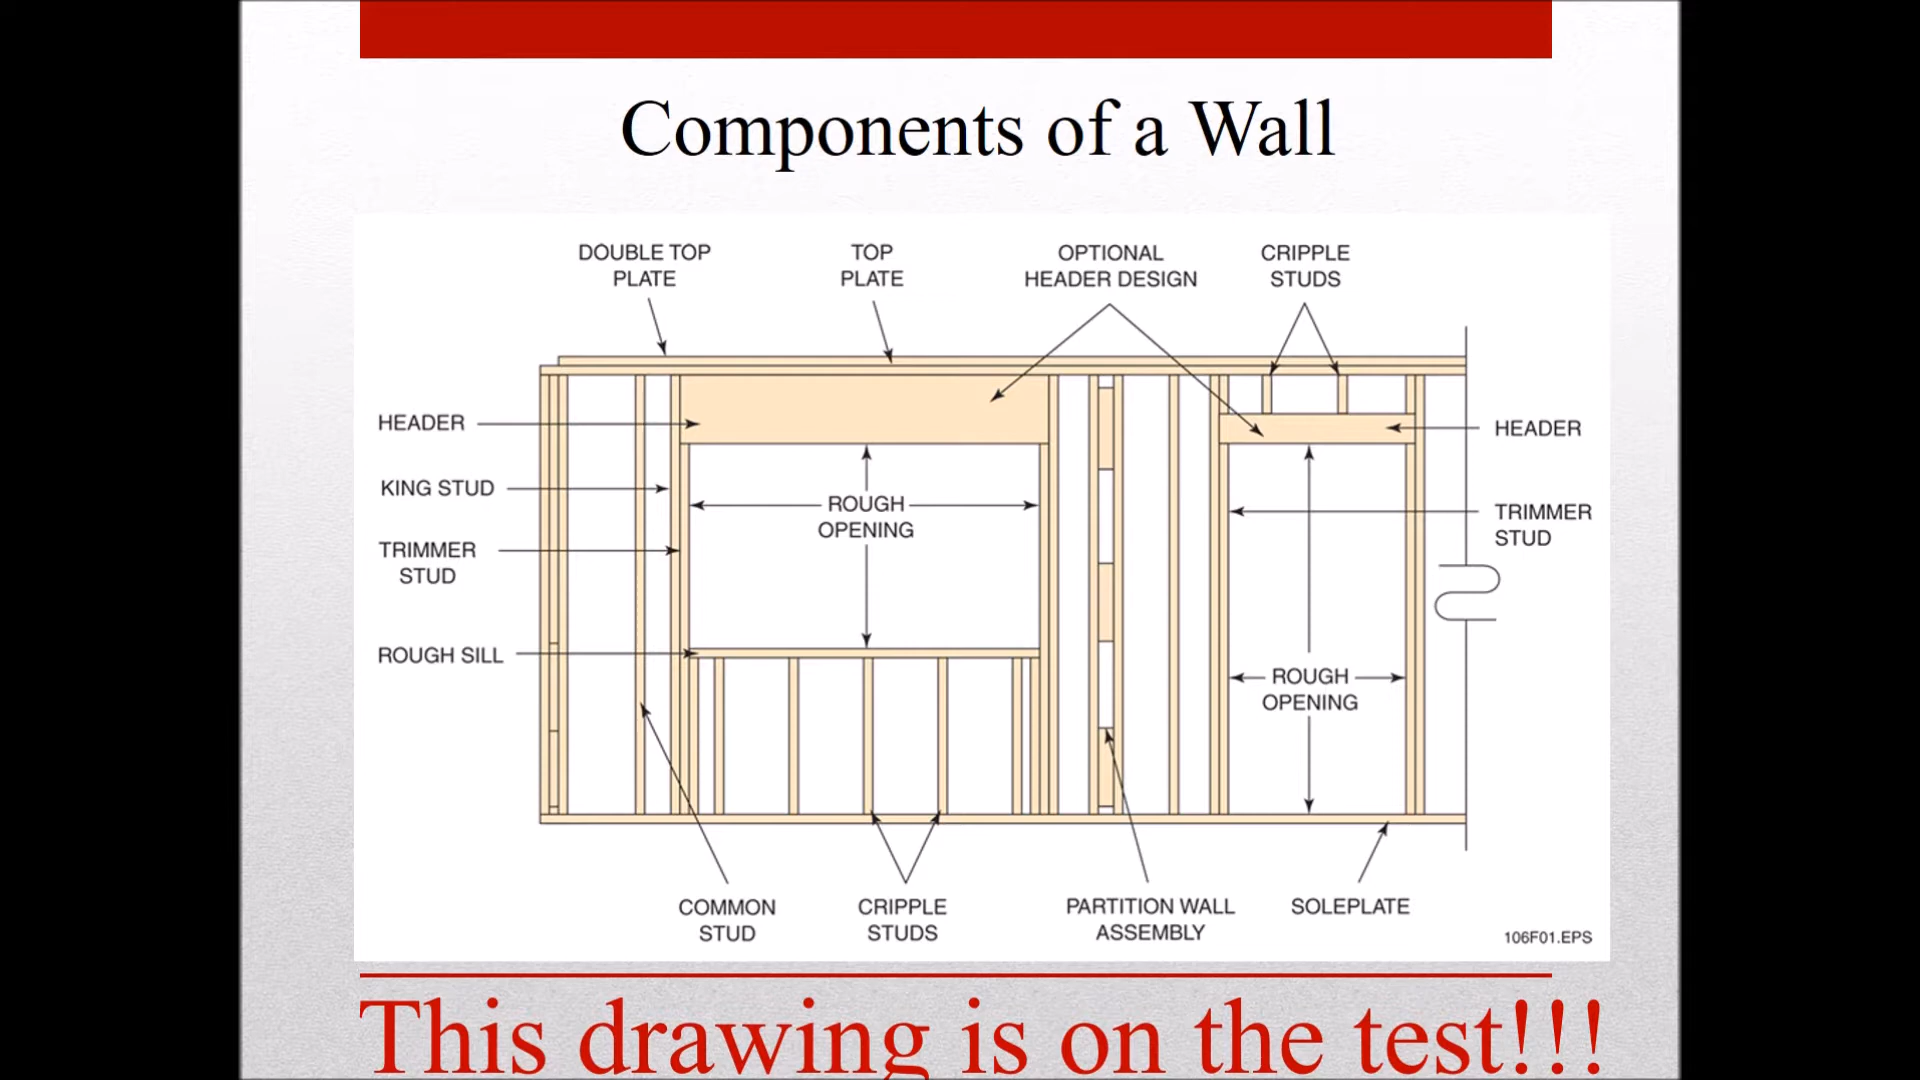 Components of a Wall
DOUBLE TOP
PLATE
TOP
PLATE
OPTIONAL
HEADER DESIGN
CRIPPLE
STUDS
HEADER
HEADER
KING STUD
ROUGH
OPENING
TRIMMER
STUD
TRIMMER
STUD
ROUGH SILL
ROUGH
OPENING
COMMON
STUD
CRIPPLE
STUDS
PARTITION WALL
ASSEMBLY
SOLEPLATE
106F01.EPS
This drawing is on the test!!!